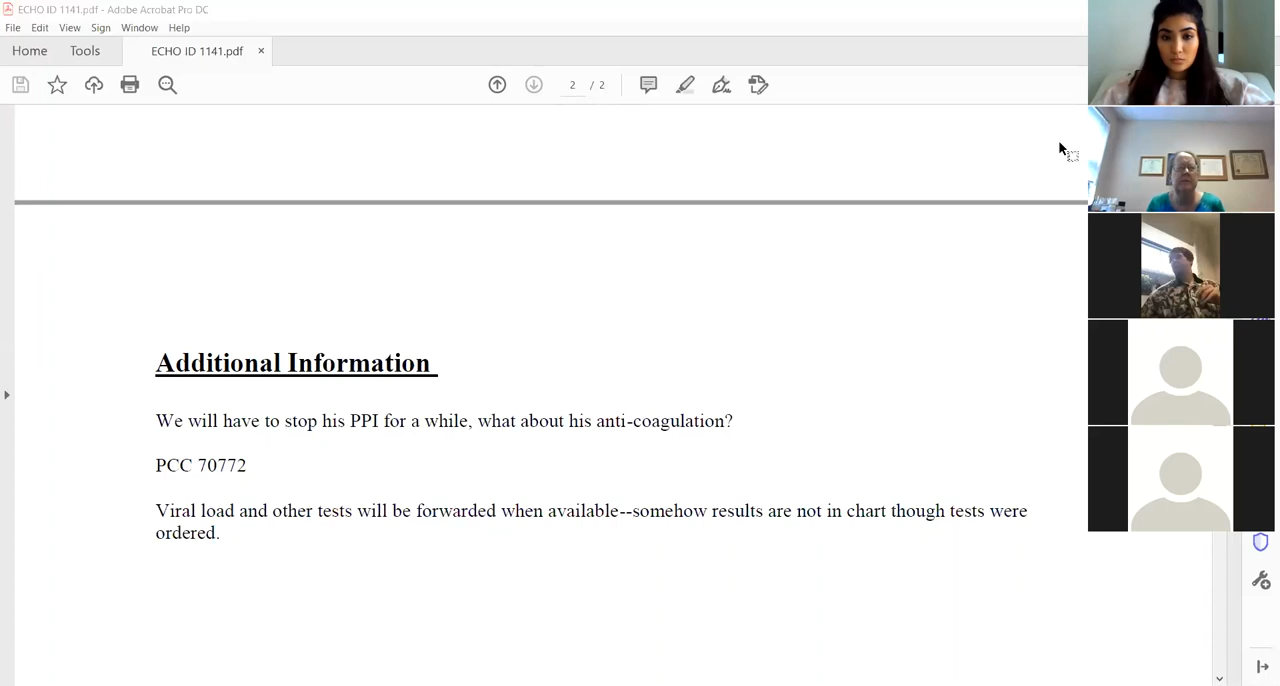 ECHO ID 1141.pdf - Adobe Acrobat Pro DC
File Edit View Sign Window Help
Home Tools ECHO ID 1141.pdf ×
2 / 2
Additional Information
We will have to stop his PPI for a while, what about his anti-coagulation?
PCC 70772
Viral load and other tests will be forwarded when available--somehow results are not in chart though tests were
ordered.